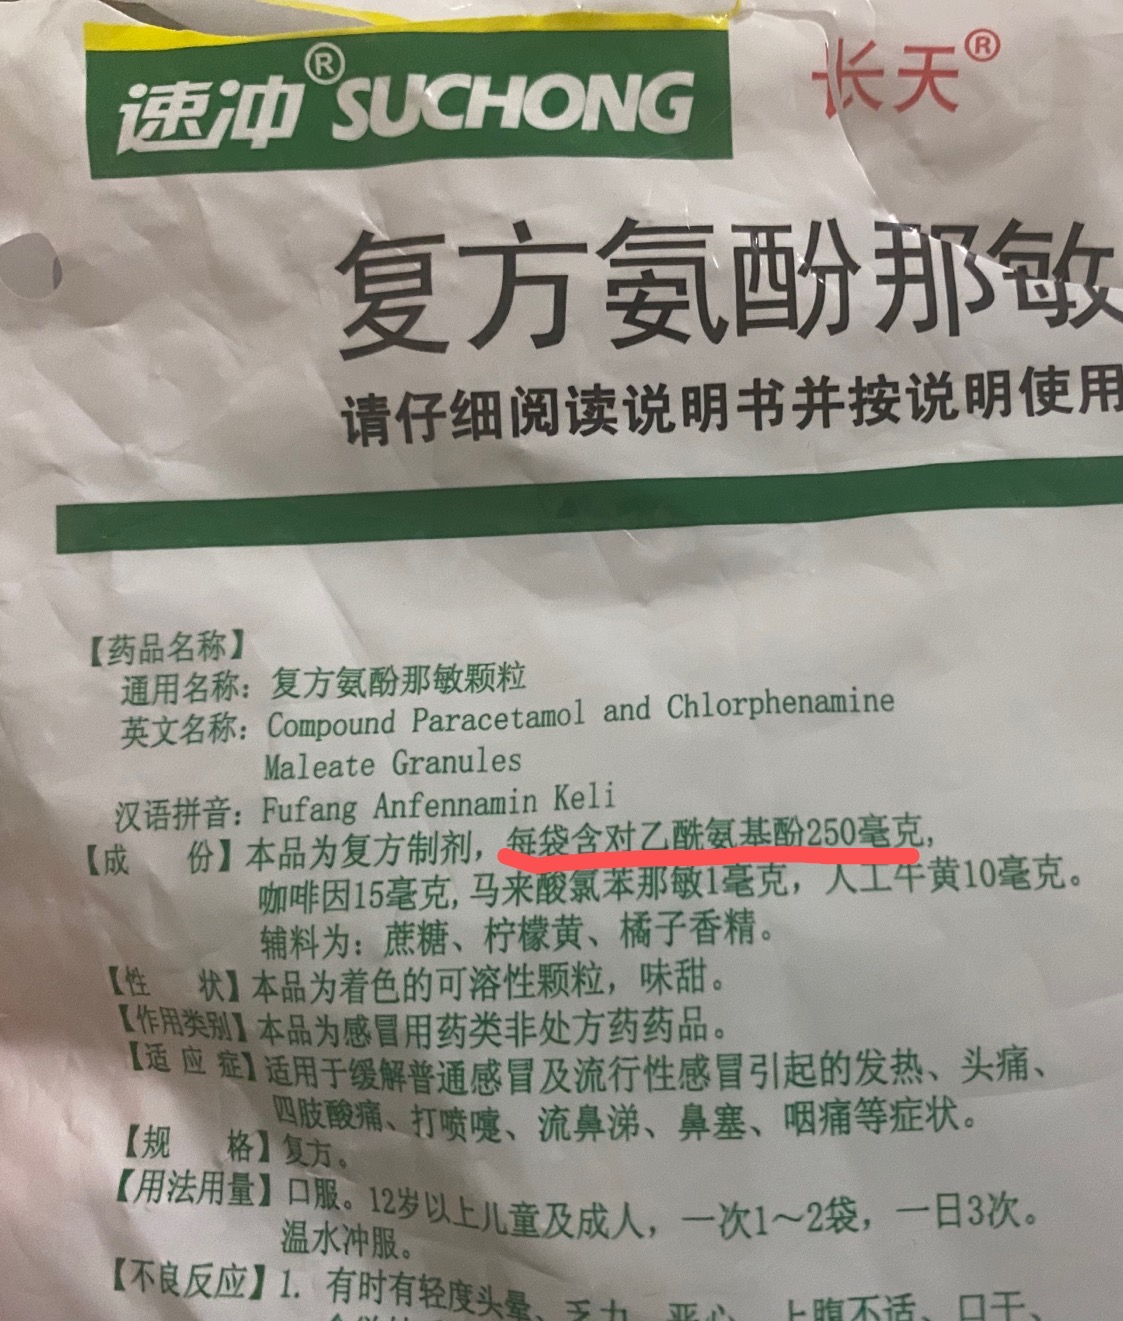 速冲® SUCHONG 长天®
复方氨酚那敏
请仔细阅读说明书并按说明使用
【药品名称】
通用名称：复方氨酚那敏颗粒
英文名称：Compound Paracetamol and Chlorphenamine
Maleate Granules
汉语拼音：Fufang Anfennamin Keli
【成 份】本品为复方制剂，每袋含对乙酰氨基酚250毫克，
咖啡因15毫克，马来酸氯苯那敏1毫克，人工牛黄10毫克。
辅料为：蔗糖、柠檬黄、橘子香精。
【性 状】本品为着色的可溶性颗粒，味甜。
【作用类别】本品为感冒用药类非处方药药品。
【适 应 症】适用于缓解普通感冒及流行性感冒引起的发热、头痛、
四肢酸痛、打喷嚏、流鼻涕、鼻塞、咽痛等症状。
【规 格】复方。
【用法用量】口服。12岁以上儿童及成人，一次1～2袋，一日3次。
温水冲服。
【不良反应】1. 有时有轻度头晕、乏力、恶心、上腹不适、口干、